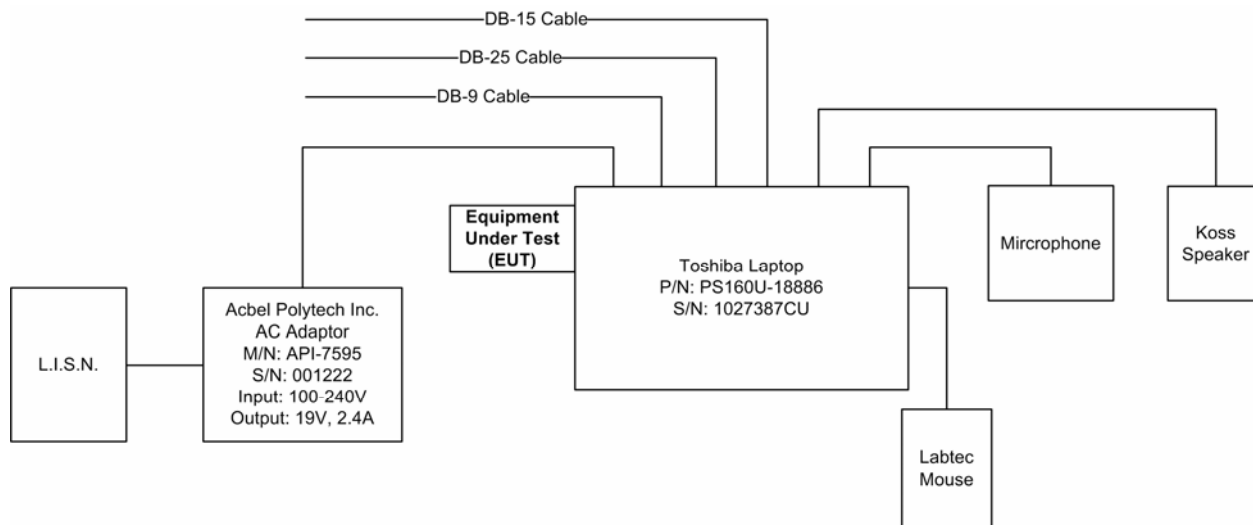 DB-15 Cable
DB-25 Cable
DB-9 Cable
Equipment
Under Test
(EUT)
Toshiba Laptop
P/N: PS160U-18886
S/N: 1027387CU
Mircrophone
Koss
Speaker
L.I.S.N.
Acbel Polytech Inc.
AC Adaptor
M/N: API-7595
S/N: 001222
Input: 100-240V
Output: 19V, 2.4A
Labtec
Mouse